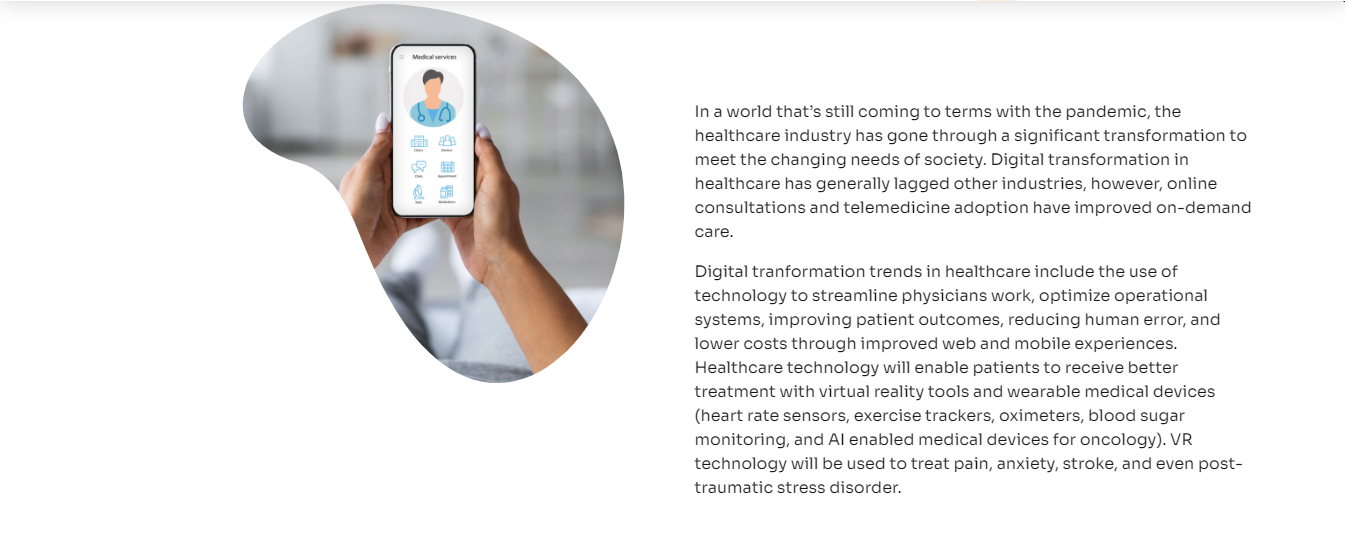 Medical services
Clinics
Doctors
Chats
Appointment
Tests
Medications
In a world that's still coming to terms with the pandemic, the
healthcare industry has gone through a significant transformation to
meet the changing needs of society. Digital transformation in
healthcare has generally lagged other industries, however, online
consultations and telemedicine adoption have improved on-demand
care.
Digital tranformation trends in healthcare include the use of
technology to streamline physicians work, optimize operational
systems, improving patient outcomes, reducing human error, and
lower costs through improved web and mobile experiences.
Healthcare technology will enable patients to receive better
treatment with virtual reality tools and wearable medical devices
(heart rate sensors, exercise trackers, oximeters, blood sugar
monitoring, and AI enabled medical devices for oncology). VR
technology will be used to treat pain, anxiety, stroke, and even post-
traumatic stress disorder.